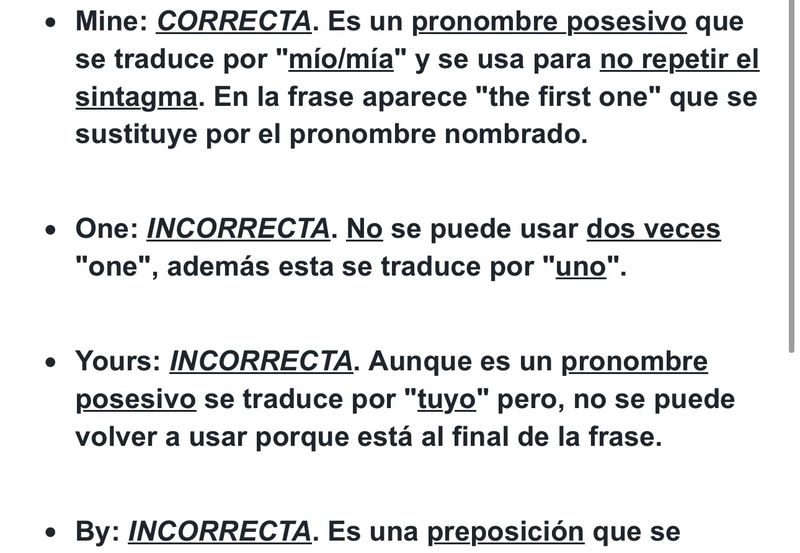 • Mine: CORRECTA. Es un pronombre posesivo que
se traduce por "mío/mía" y se usa para no repetir el
sintagma. En la frase aparece "the first one" que se
sustituye por el pronombre nombrado.
• One: INCORRECTA. No se puede usar dos veces
"one", además esta se traduce por "uno".
• Yours: INCORRECTA. Aunque es un pronombre
posesivo se traduce por "tuyo" pero, no se puede
volver a usar porque está al final de la frase.
• By: INCORRECTA. Es una preposición que se